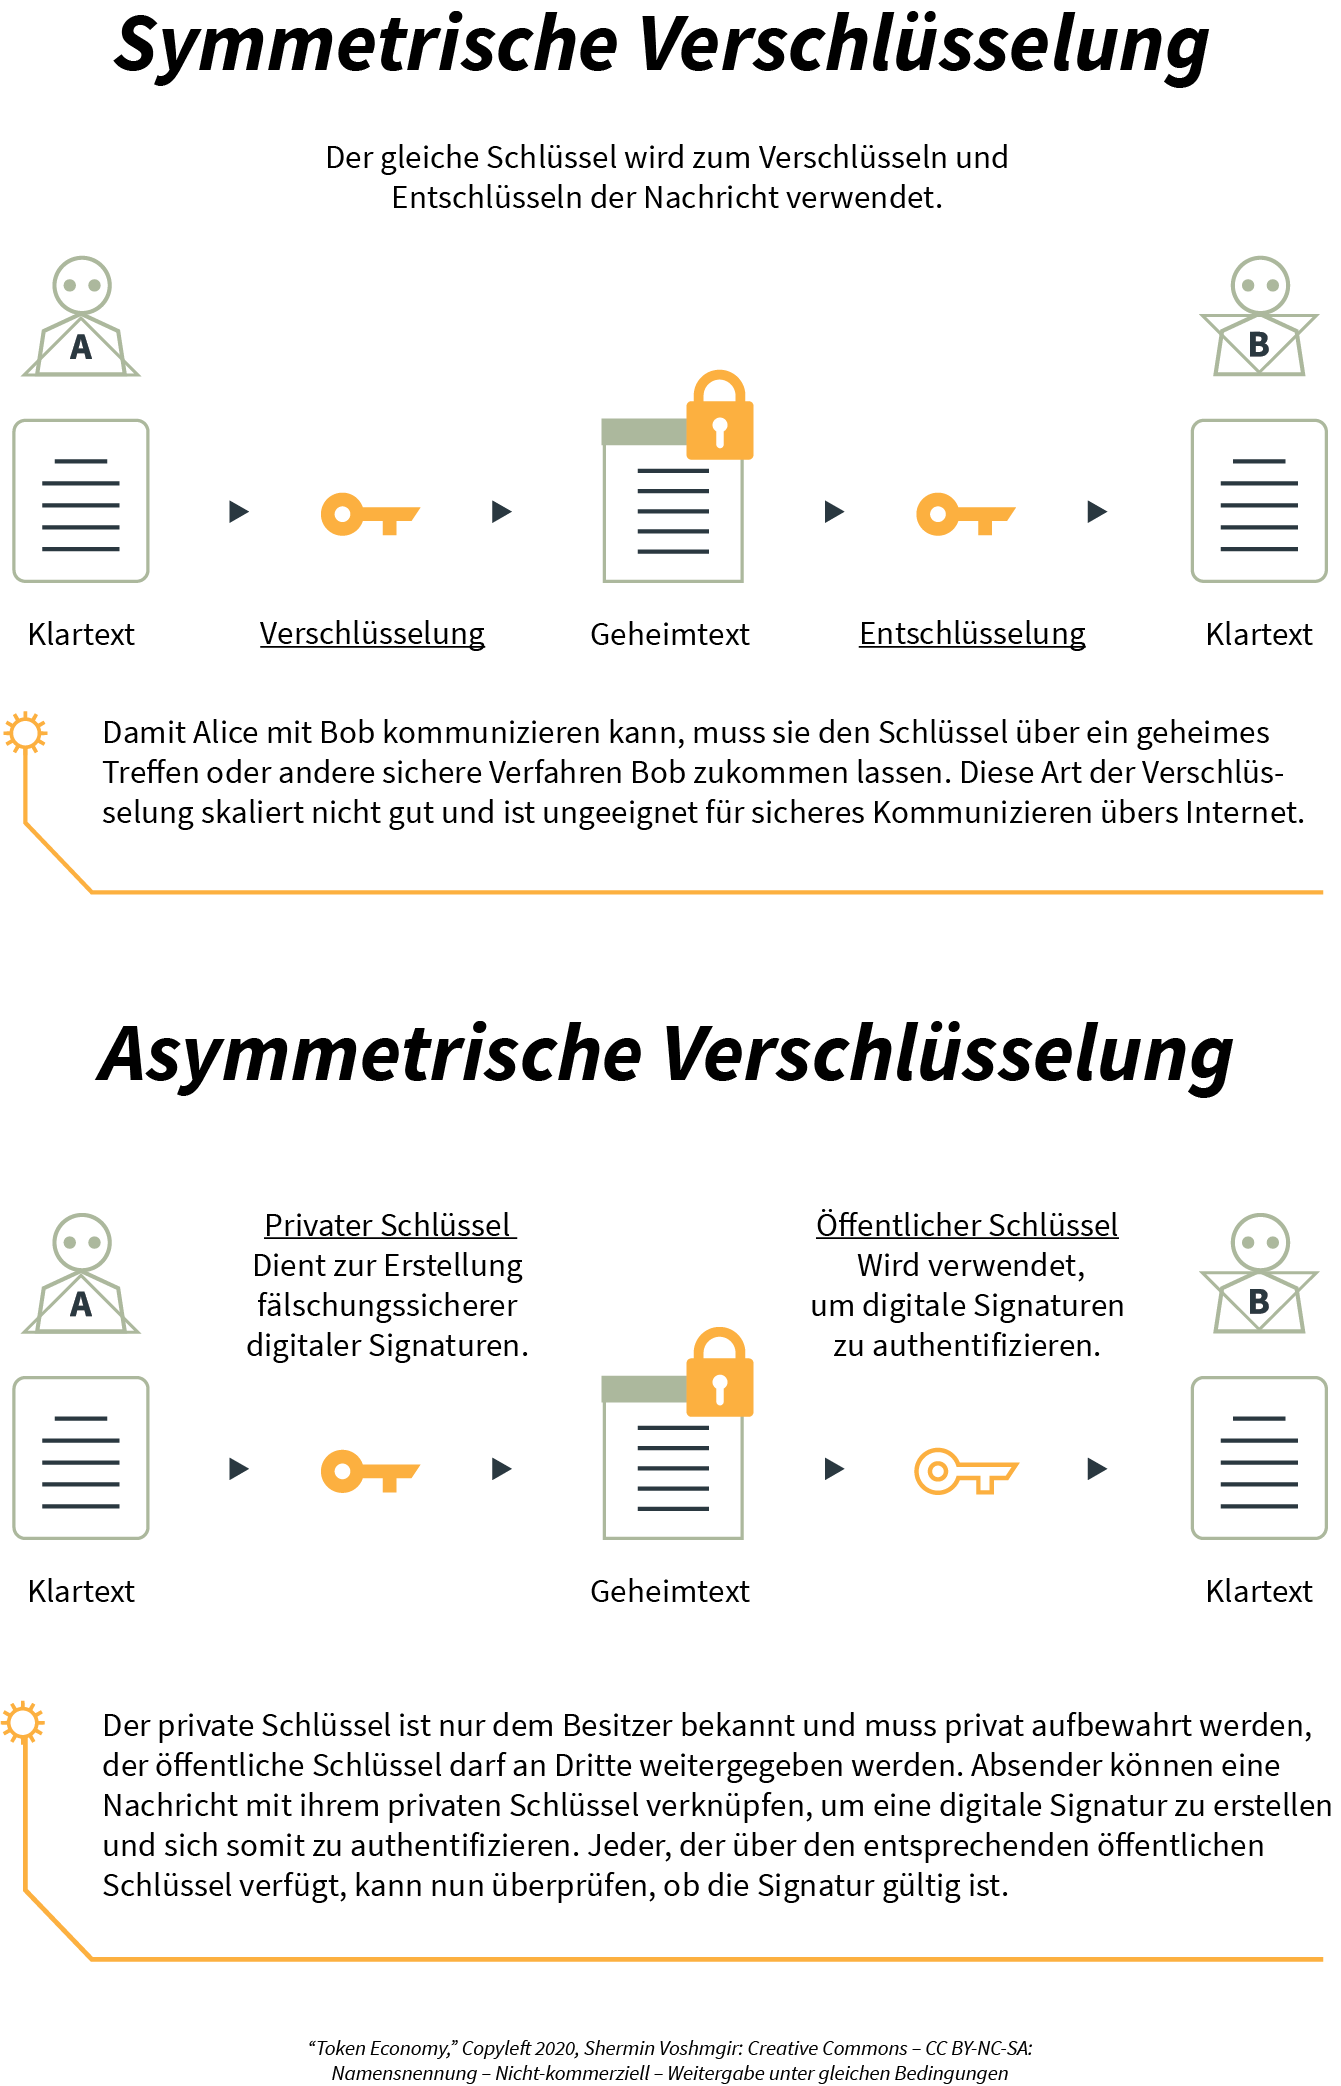 Symmetrische Verschlüsselung
Der gleiche Schlüssel wird zum Verschlüsseln und
Entschlüsseln der Nachricht verwendet.
A
B
Klartext
Verschlüsselung
Geheimtext
Entschlüsselung
Klartext
Damit Alice mit Bob kommunizieren kann, muss sie den Schlüssel über ein geheimes
Treffen oder andere sichere Verfahren Bob zukommen lassen. Diese Art der Verschlüs-
selung skaliert nicht gut und ist ungeeignet für sicheres Kommunizieren übers Internet.
Asymmetrische Verschlüsselung
A
Privater Schlüssel
Dient zur Erstellung
fälschungssicherer
digitaler Signaturen.
Öffentlicher Schlüssel
Wird verwendet,
um digitale Signaturen
zu authentifizieren.
B
Klartext
Geheimtext
Klartext
Der private Schlüssel ist nur dem Besitzer bekannt und muss privat aufbewahrt werden,
der öffentliche Schlüssel darf an Dritte weitergegeben werden. Absender können eine
Nachricht mit ihrem privaten Schlüssel verknüpfen, um eine digitale Signatur zu erstellen
und sich somit zu authentifizieren. Jeder, der über den entsprechenden öffentlichen
Schlüssel verfügt, kann nun überprüfen, ob die Signatur gültig ist.
“Token Economy,” Copyleft 2020, Shermin Voshmgir: Creative Commons – CC BY-NC-SA:
Namensnennung – Nicht-kommerziell – Weitergabe unter gleichen Bedingungen